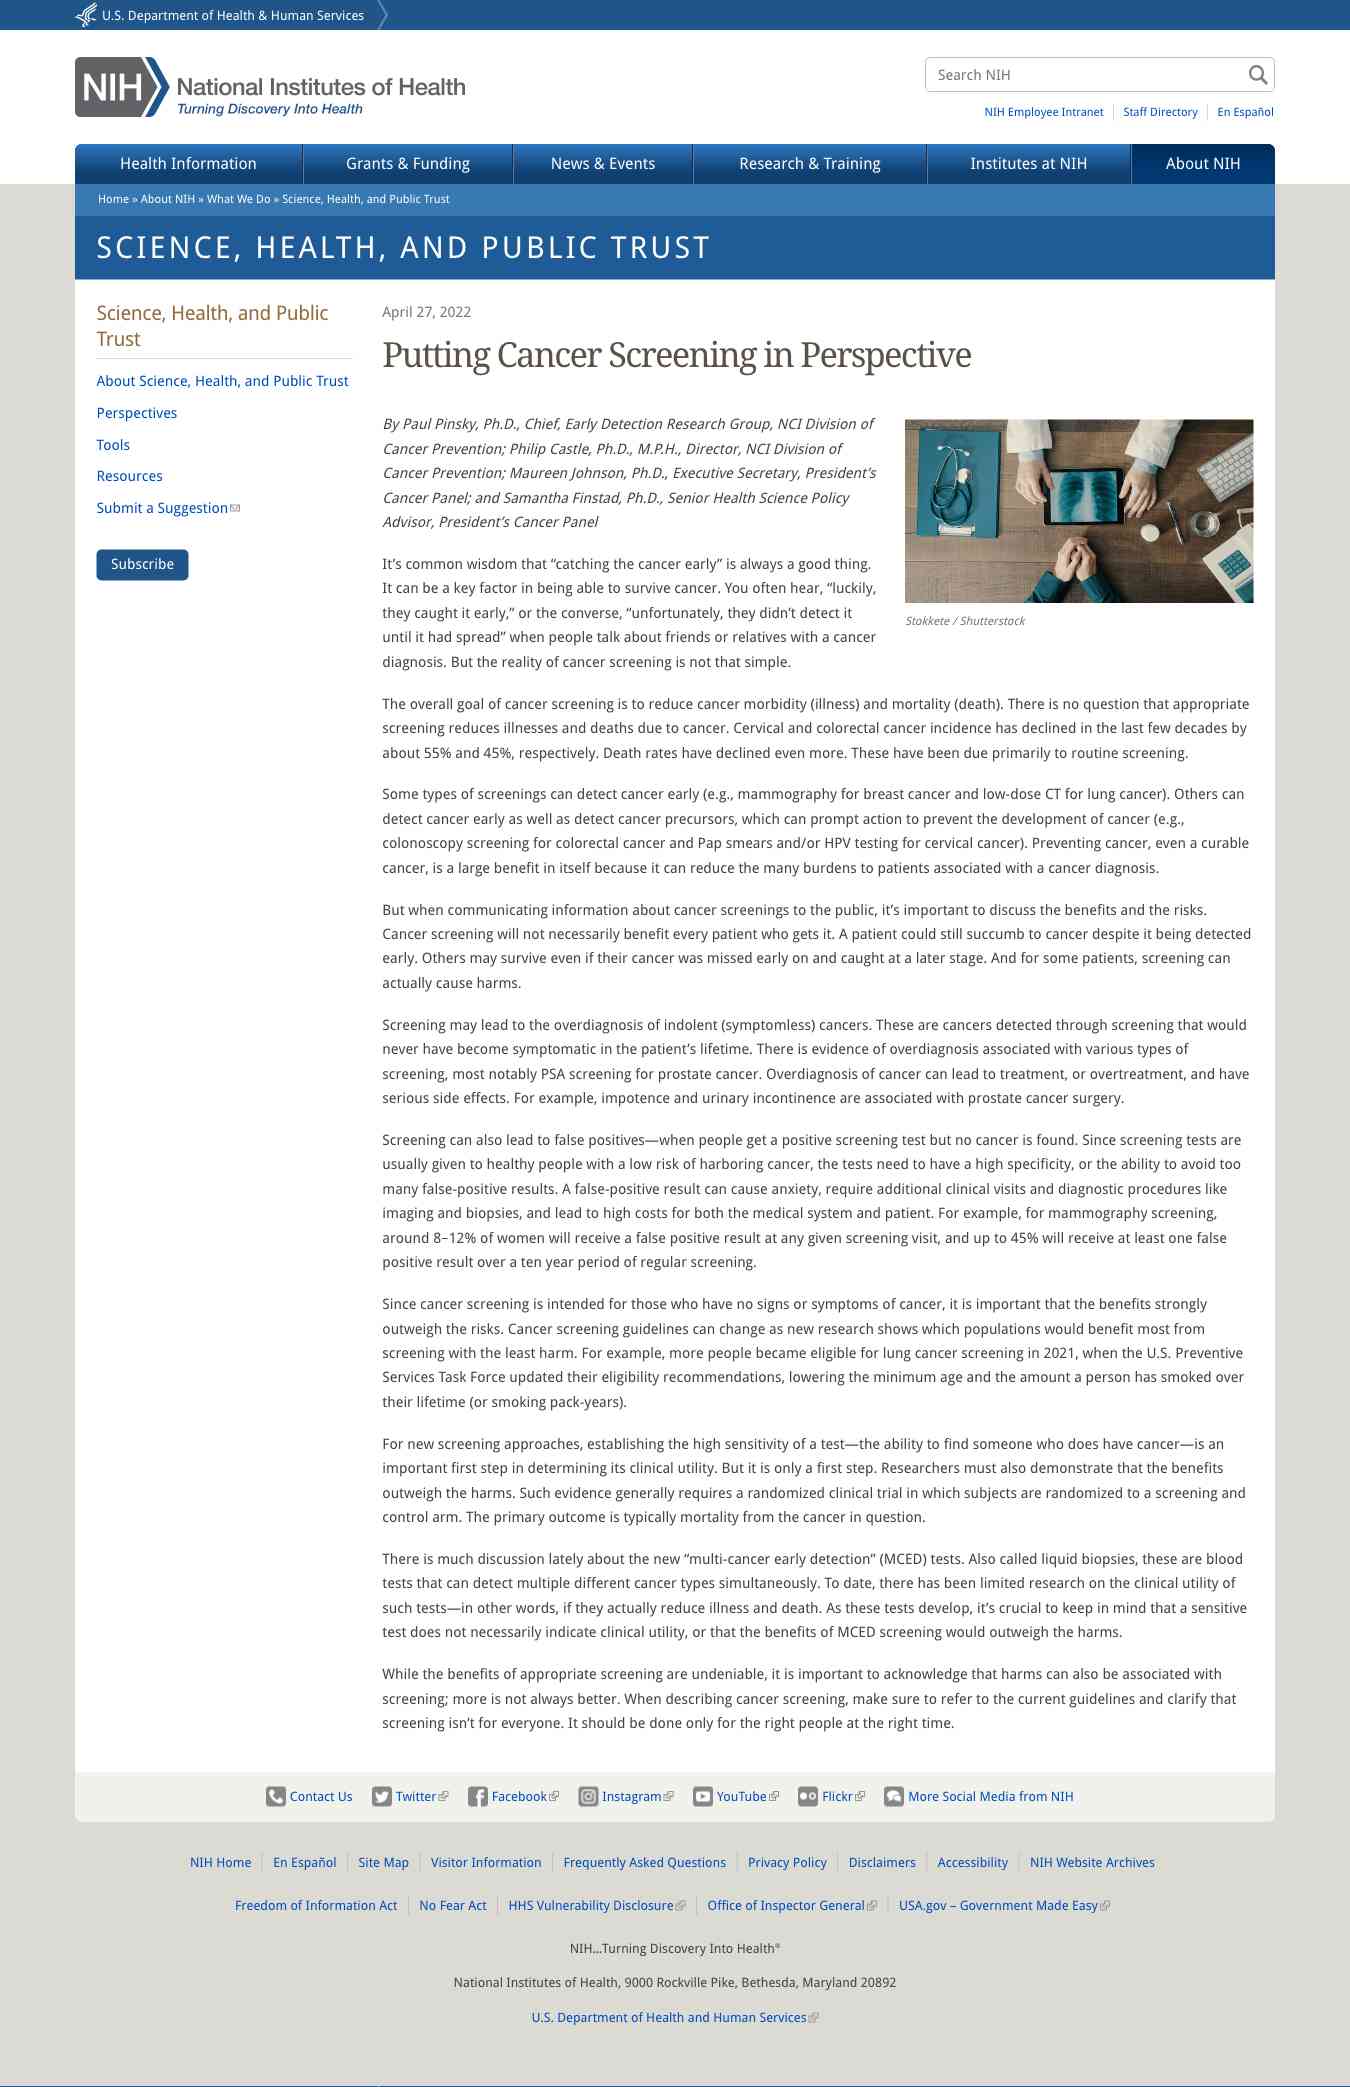 U.S. Department of Health & Human Services
NIH
National Institutes of Health
Turning Discovery Into Health
Search NIH
NIH Employee Intranet
Staff Directory
En Español
Health Information
Grants & Funding
News & Events
Research & Training
Institutes at NIH
About NIH
Home » About NIH » What We Do » Science, Health, and Public Trust
SCIENCE, HEALTH, AND PUBLIC TRUST
Science, Health, and Public
Trust
About Science, Health, and Public Trust
Perspectives
Tools
Resources
Submit a Suggestion
Subscribe
April 27, 2022
Putting Cancer Screening in Perspective
By Paul Pinsky, Ph.D., Chief, Early Detection Research Group, NCI Division of
Cancer Prevention; Philip Castle, Ph.D., M.P.H., Director, NCI Division of
Cancer Prevention; Maureen Johnson, Ph.D., Executive Secretary, President’s
Cancer Panel; and Samantha Finstad, Ph.D., Senior Health Science Policy
Advisor, President’s Cancer Panel
Stokkete / Shutterstock
It’s common wisdom that “catching the cancer early” is always a good thing.
It can be a key factor in being able to survive cancer. You often hear, “luckily,
they caught it early,” or the converse, “unfortunately, they didn’t detect it
until it had spread” when people talk about friends or relatives with a cancer
diagnosis. But the reality of cancer screening is not that simple.
The overall goal of cancer screening is to reduce cancer morbidity (illness) and mortality (death). There is no question that appropriate
screening reduces illnesses and deaths due to cancer. Cervical and colorectal cancer incidence has declined in the last few decades by
about 55% and 45%, respectively. Death rates have declined even more. These have been due primarily to routine screening.
Some types of screenings can detect cancer early (e.g., mammography for breast cancer and low-dose CT for lung cancer). Others can
detect cancer early as well as detect cancer precursors, which can prompt action to prevent the development of cancer (e.g.,
colonoscopy screening for colorectal cancer and Pap smears and/or HPV testing for cervical cancer). Preventing cancer, even a curable
cancer, is a large benefit in itself because it can reduce the many burdens to patients associated with a cancer diagnosis.
But when communicating information about cancer screenings to the public, it’s important to discuss the benefits and the risks.
Cancer screening will not necessarily benefit every patient who gets it. A patient could still succumb to cancer despite it being detected
early. Others may survive even if their cancer was missed early on and caught at a later stage. And for some patients, screening can
actually cause harms.
Screening may lead to the overdiagnosis of indolent (symptomless) cancers. These are cancers detected through screening that would
never have become symptomatic in the patient’s lifetime. There is evidence of overdiagnosis associated with various types of
screening, most notably PSA screening for prostate cancer. Overdiagnosis of cancer can lead to treatment, or overtreatment, and have
serious side effects. For example, impotence and urinary incontinence are associated with prostate cancer surgery.
Screening can also lead to false positives—when people get a positive screening test but no cancer is found. Since screening tests are
usually given to healthy people with a low risk of harboring cancer, the tests need to have a high specificity, or the ability to avoid too
many false-positive results. A false-positive result can cause anxiety, require additional clinical visits and diagnostic procedures like
imaging and biopsies, and lead to high costs for both the medical system and patient. For example, for mammography screening,
around 8–12% of women will receive a false positive result at any given screening visit, and up to 45% will receive at least one false
positive result over a ten year period of regular screening.
Since cancer screening is intended for those who have no signs or symptoms of cancer, it is important that the benefits strongly
outweigh the risks. Cancer screening guidelines can change as new research shows which populations would benefit most from
screening with the least harm. For example, more people became eligible for lung cancer screening in 2021, when the U.S. Preventive
Services Task Force updated their eligibility recommendations, lowering the minimum age and the amount a person has smoked over
their lifetime (or smoking pack-years).
For new screening approaches, establishing the high sensitivity of a test—the ability to find someone who does have cancer—is an
important first step in determining its clinical utility. But it is only a first step. Researchers must also demonstrate that the benefits
outweigh the harms. Such evidence generally requires a randomized clinical trial in which subjects are randomized to a screening and
control arm. The primary outcome is typically mortality from the cancer in question.
There is much discussion lately about the new “multi-cancer early detection” (MCED) tests. Also called liquid biopsies, these are blood
tests that can detect multiple different cancer types simultaneously. To date, there has been limited research on the clinical utility of
such tests—in other words, if they actually reduce illness and death. As these tests develop, it’s crucial to keep in mind that a sensitive
test does not necessarily indicate clinical utility, or that the benefits of MCED screening would outweigh the harms.
While the benefits of appropriate screening are undeniable, it is important to acknowledge that harms can also be associated with
screening; more is not always better. When describing cancer screening, make sure to refer to the current guidelines and clarify that
screening isn’t for everyone. It should be done only for the right people at the right time.
Contact Us
Twitter
Facebook
Instagram
YouTube
Flickr
More Social Media from NIH
NIH Home
En Español
Site Map
Visitor Information
Frequently Asked Questions
Privacy Policy
Disclaimers
Accessibility
NIH Website Archives
Freedom of Information Act
No Fear Act
HHS Vulnerability Disclosure
Office of Inspector General
USA.gov – Government Made Easy
NIH…Turning Discovery Into Health®
National Institutes of Health, 9000 Rockville Pike, Bethesda, Maryland 20892
U.S. Department of Health and Human Services